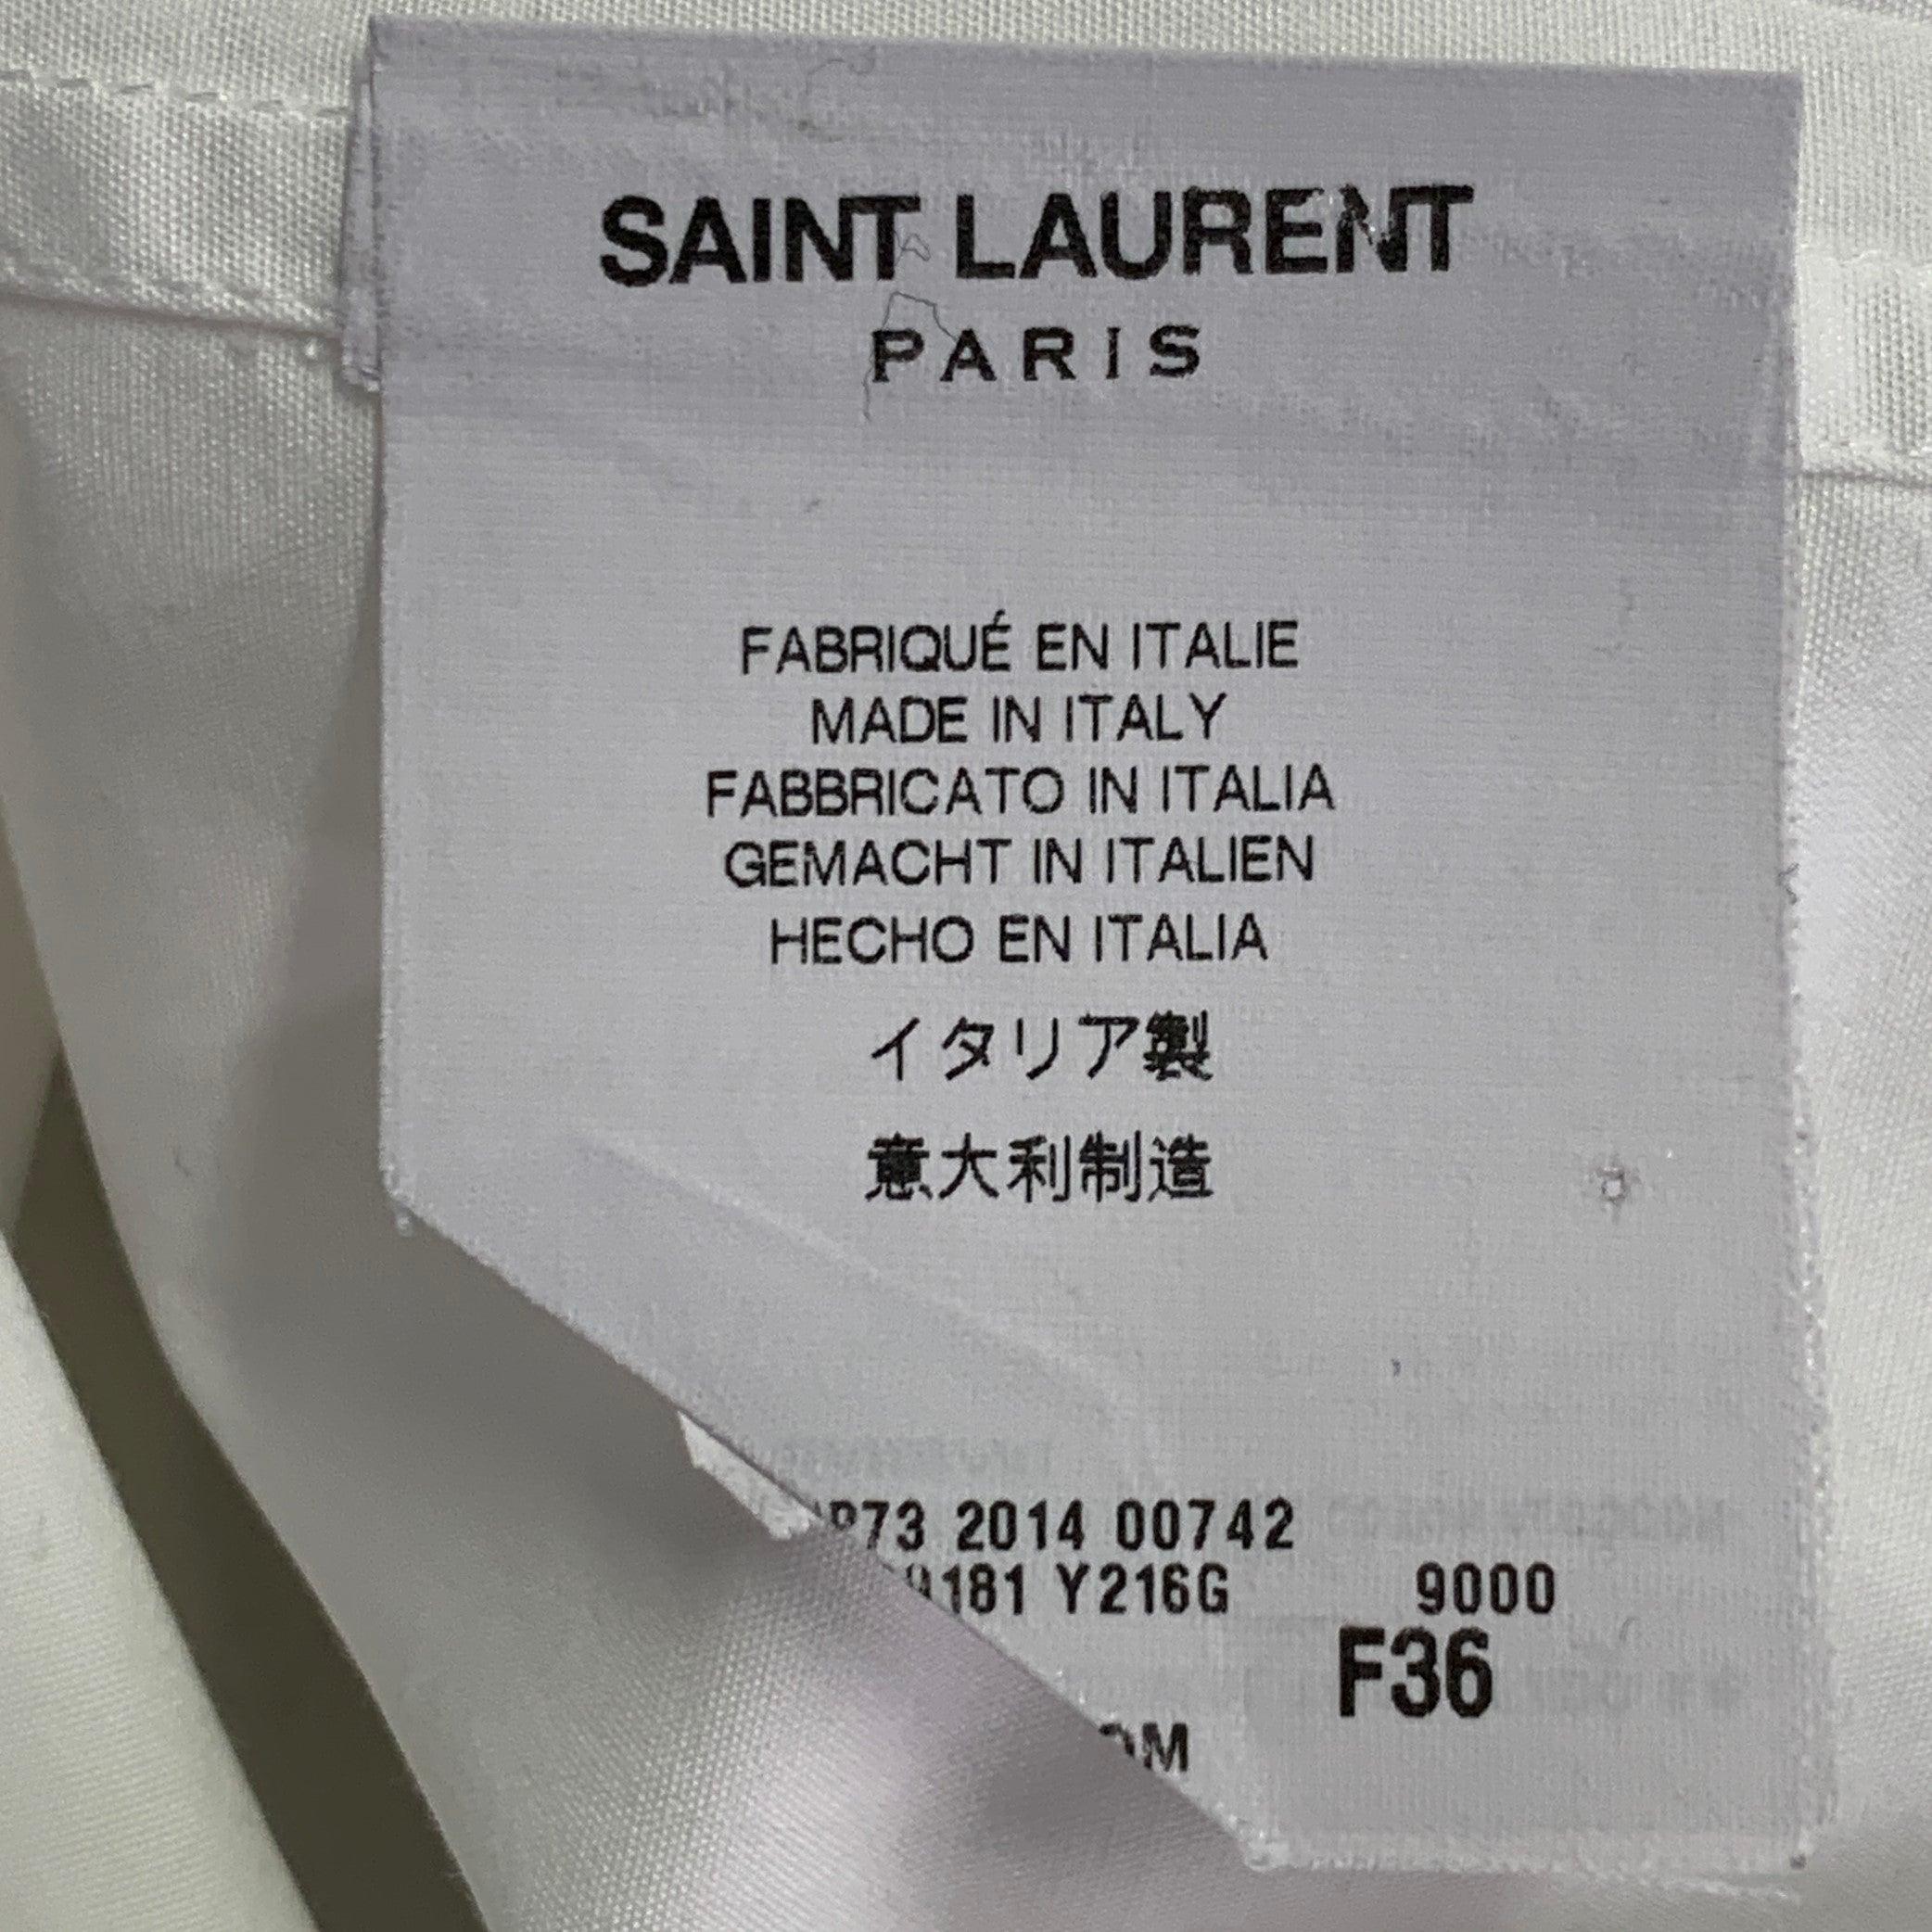 SAINT LAURENT
PARIS
FABRIQUÉ EN ITALIE
MADE IN ITALY
FABBRICATO IN ITALIA
GEMACHT IN ITALIEN
HECHO EN ITALIA
イタリア製
意大利制造
2014 00742
Y216G 9000
F36